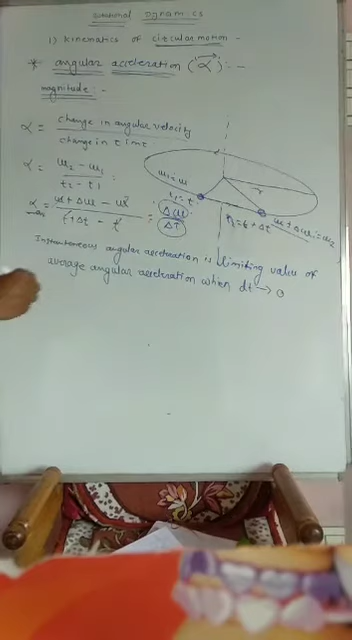 Rotational Dynamics
1) kinematics of circular motion -
* angular acceleration (α⃗) : -
magnitude : -
α = change in angular velocity / change in time
α = ω₂ - ω₁ / t₂ - t₁ :
α = ω + Δω - ω / t + Δt - t = Δω / Δt
ω₁ = ω
t₁ = t
r
t₂ = t + Δt
ω + Δω = ω₂
Instantaneous angular acceleration is limiting value of
average angular acceleration when dt → 0